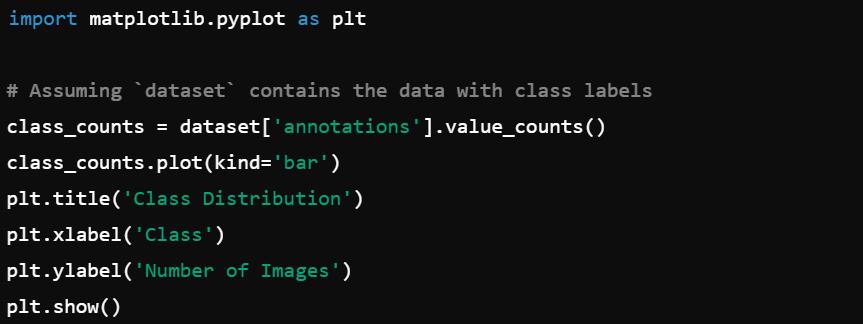 import matplotlib.pyplot as plt
# Assuming `dataset` contains the data with class labels
class_counts = dataset['annotations'].value_counts()
class_counts.plot(kind='bar')
plt.title('Class Distribution')
plt.xlabel('Class')
plt.ylabel('Number of Images')
plt.show()